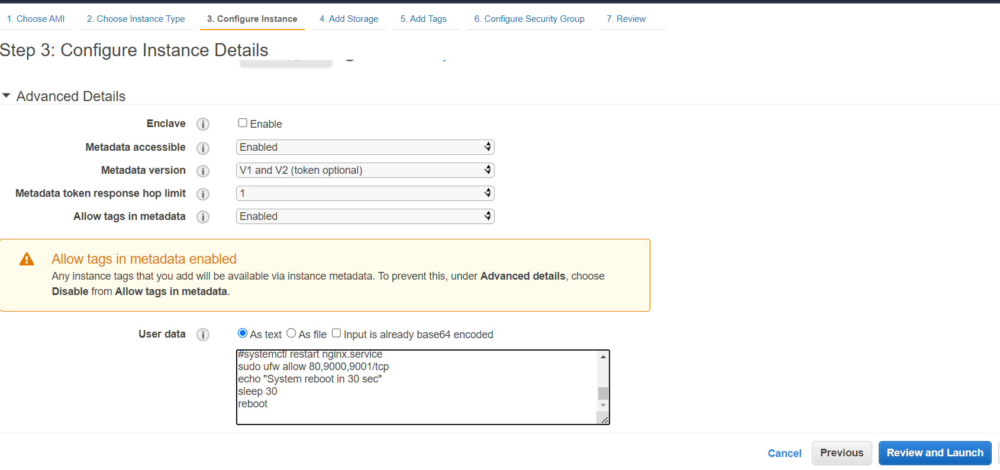 1. Choose AMI 2. Choose Instance Type 3. Configure Instance 4. Add Storage 5. Add Tags 6. Configure Security Group 7. Review
Step 3: Configure Instance Details
Advanced Details
Enclave Enable
Metadata accessible Enabled
Metadata version V1 and V2 (token optional)
Metadata token response hop limit 1
Allow tags in metadata Enabled
Allow tags in metadata enabled
Any instance tags that you add will be available via instance metadata. To prevent this, under Advanced details, choose
Disable from Allow tags in metadata.
User data As text As file Input is already base64 encoded
#systemctl restart nginx.service
sudo ufw allow 80,9000,9001/tcp
echo "System reboot in 30 sec"
sleep 30
reboot
Cancel Previous Review and Launch